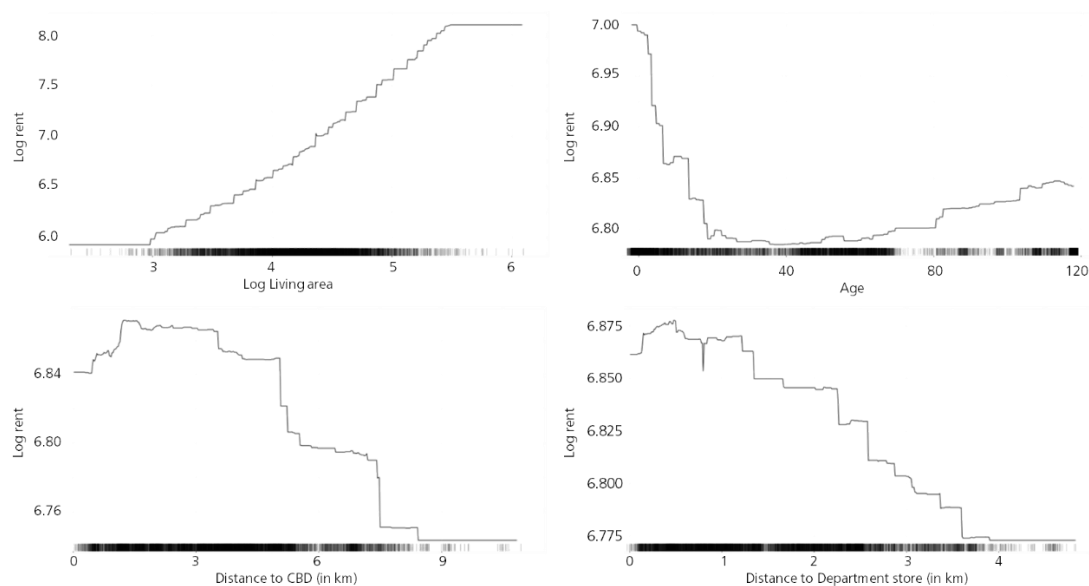 8.0
7.5
7.0
6.5
6.0
Log rent
3 4 5 6
Log Living area
7.00
6.95
6.90
6.85
6.80
Log rent
0 40 80 120
Age
6.84
6.80
6.76
Log rent
0 3 6 9
Distance to CBD (in km)
6.875
6.850
6.825
6.800
6.775
Log rent
0 1 2 3 4
Distance to Department store (in km)